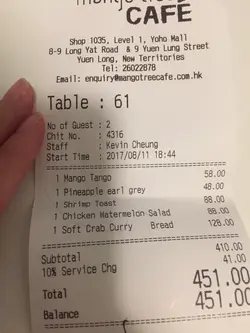 CAFE
Shop 1035, Level 1, Yoho Mall
8-9 Long Yat Road & 9 Yuen Lung Street
Yuen Long, New Territories
Tel: 26022878
Email: enquiry@mangotreecafe.com.hk
Table : 61
No of Guest : 2
Chit No. : 4316
Staff : Kevin Cheung
Start Time : 2017/08/11 18:44
1 Mango Tango 58.00
1 Pineapple earl grey 48.00
1 Shrimp Toast 88.00
1 Chicken Watermelon Salad 88.00
1 Soft Crab Curry Bread 128.00
Subtotal 410.00
10% Service Chg 41.00
Total 451.00
Balance 451.00